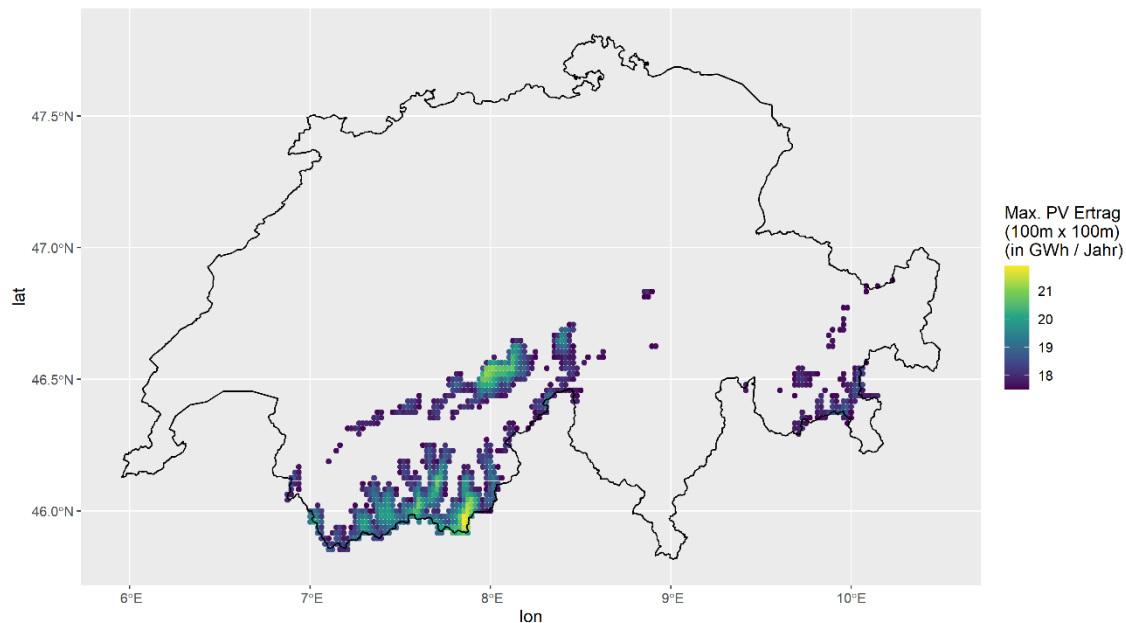 47.5°N
47.0°N
46.5°N
46.0°N
lat
6°E
7°E
8°E
9°E
10°E
lon
Max. PV Ertrag
(100m x 100m)
(in GWh / Jahr)
21
20
19
18